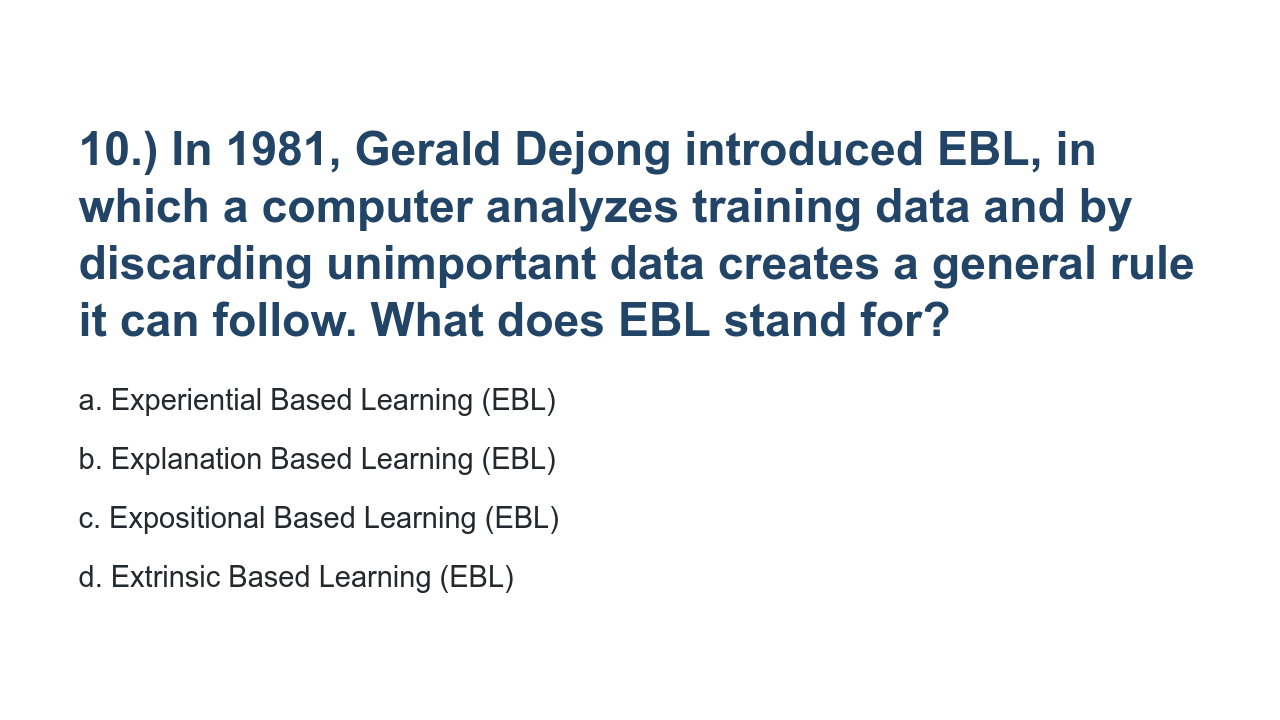 10.) In 1981, Gerald Dejong introduced EBL, in
which a computer analyzes training data and by
discarding unimportant data creates a general rule
it can follow. What does EBL stand for?
a. Experiential Based Learning (EBL)
b. Explanation Based Learning (EBL)
c. Expositional Based Learning (EBL)
d. Extrinsic Based Learning (EBL)